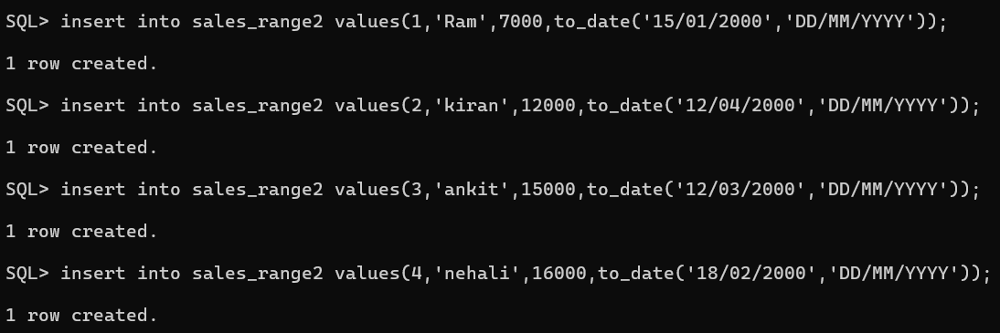 SQL> insert into sales_range2 values(1,'Ram',7000,to_date('15/01/2000','DD/MM/YYYY'));
1 row created.
SQL> insert into sales_range2 values(2,'kiran',12000,to_date('12/04/2000','DD/MM/YYYY'));
1 row created.
SQL> insert into sales_range2 values(3,'ankit',15000,to_date('12/03/2000','DD/MM/YYYY'));
1 row created.
SQL> insert into sales_range2 values(4,'nehali',16000,to_date('18/02/2000','DD/MM/YYYY'));
1 row created.